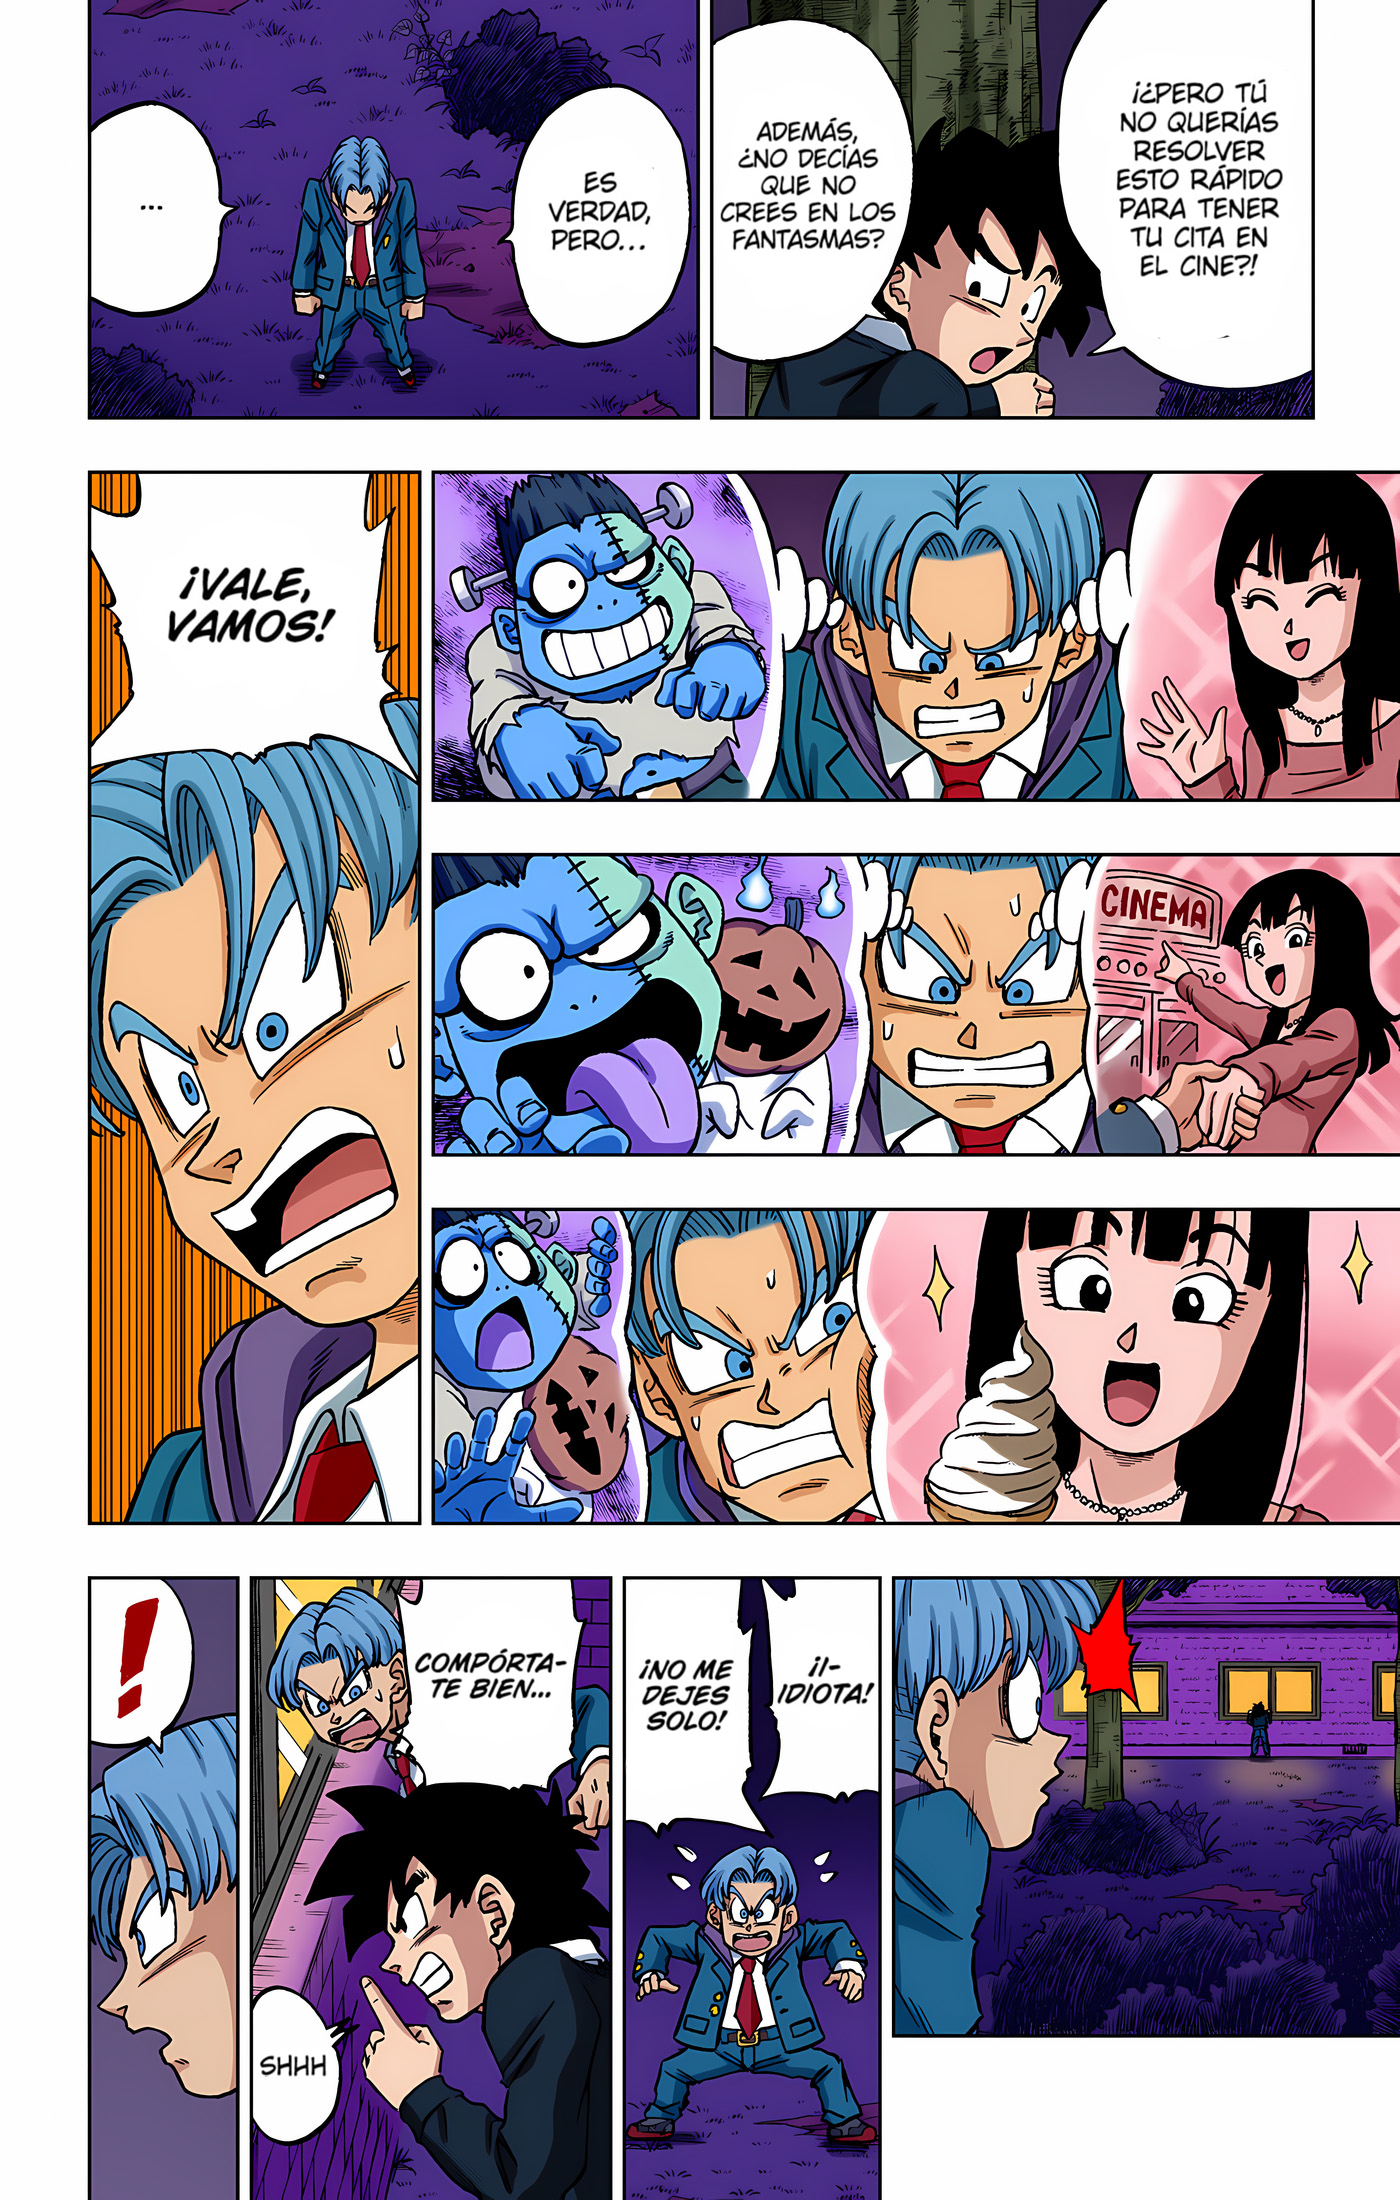 ¡¿PERO TÚ
NO QUERÍAS
RESOLVER
ESTO RÁPIDO
PARA TENER
TU CITA EN
EL CINE?!
ADEMÁS,
¿NO DECÍAS
QUE NO
CREES EN LOS
FANTASMAS?
ES
VERDAD,
PERO...
...
CINEMA
¡VALE,
VAMOS!
¡I-
IDIOTA!
¡NO ME
DEJES
SOLO!
COMPÓRTA-
TE BIEN...
SHHH
!